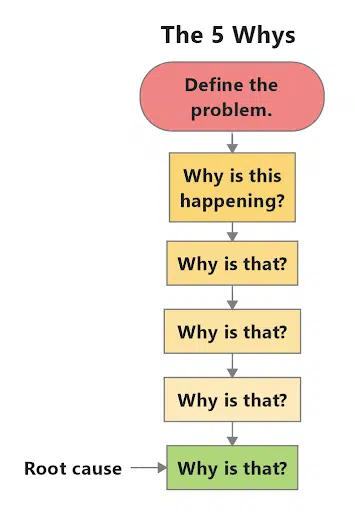 The 5 Whys
Define the
problem.
Why is this
happening?
Why is that?
Why is that?
Why is that?
Root cause
Why is that?